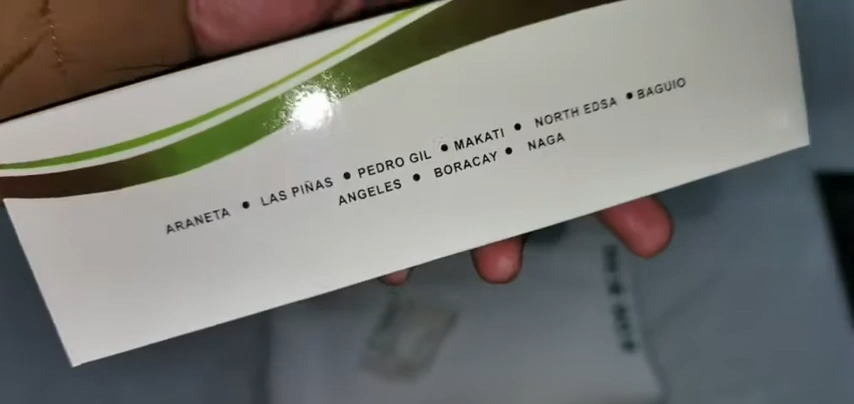 ARANETA • LAS PIÑAS • PEDRO GIL • MAKATI • NORTH EDSA • BAGUIO
ANGELES • BORACAY • NAGA